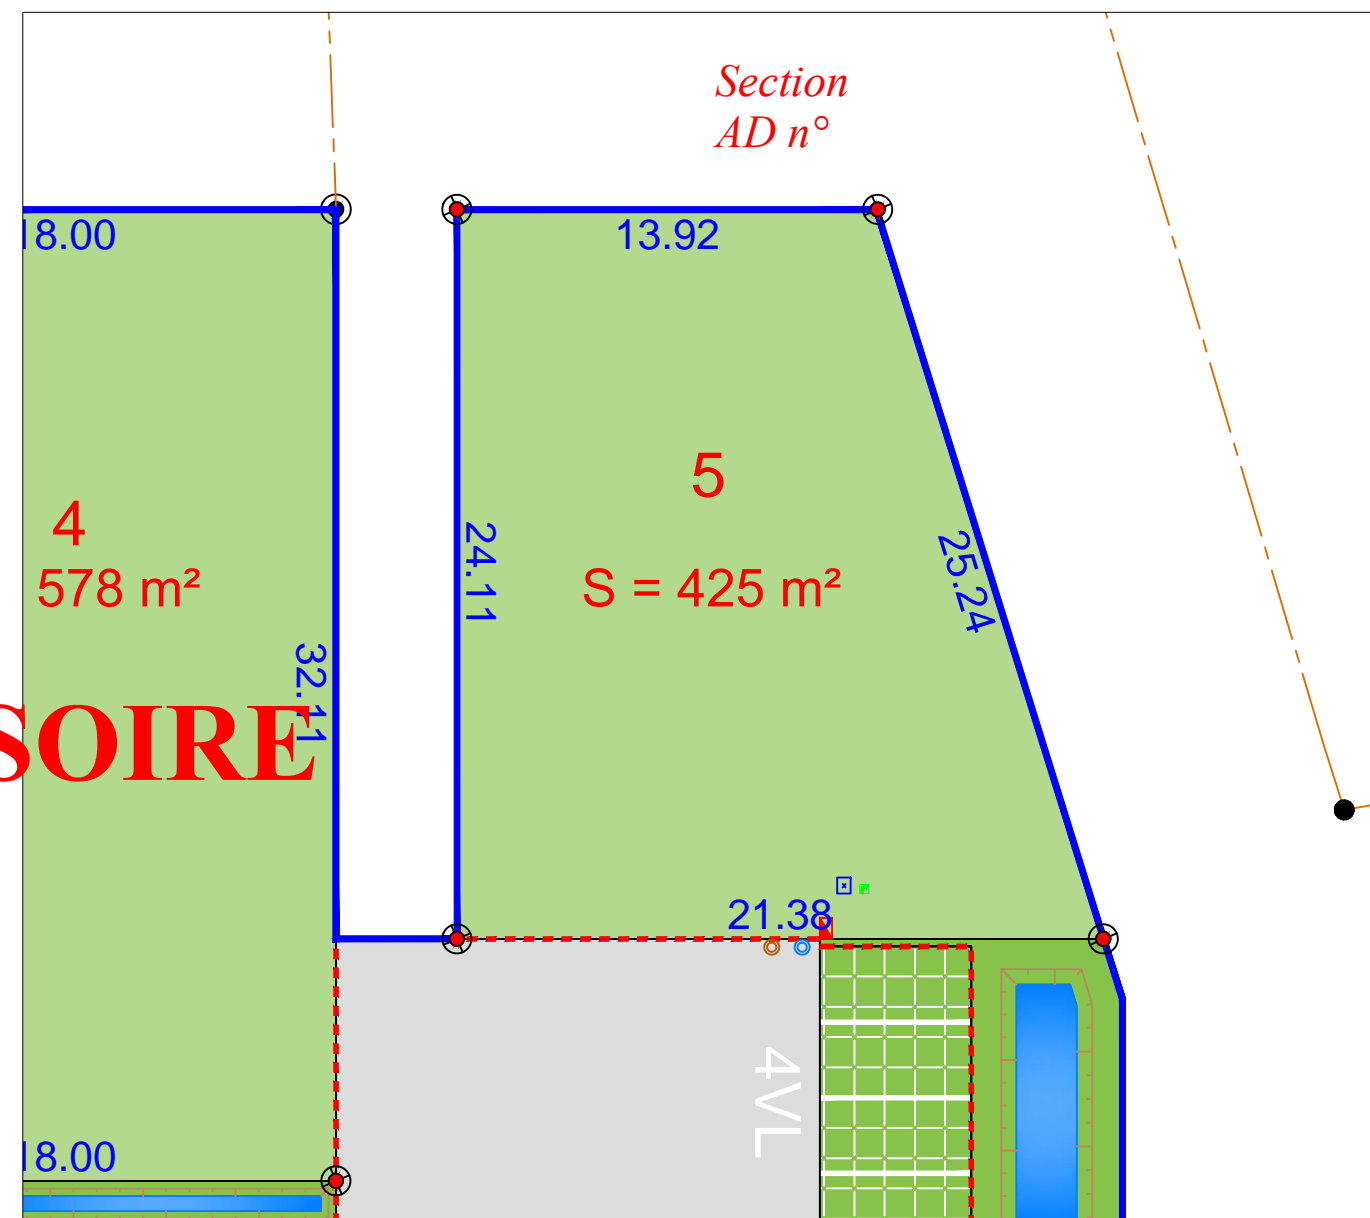 Section
AD n°
18.00
13.92
4
578 m²
5
S = 425 m²
24.11
25.24
32.11
SOIRE
21.38
4VL
18.00